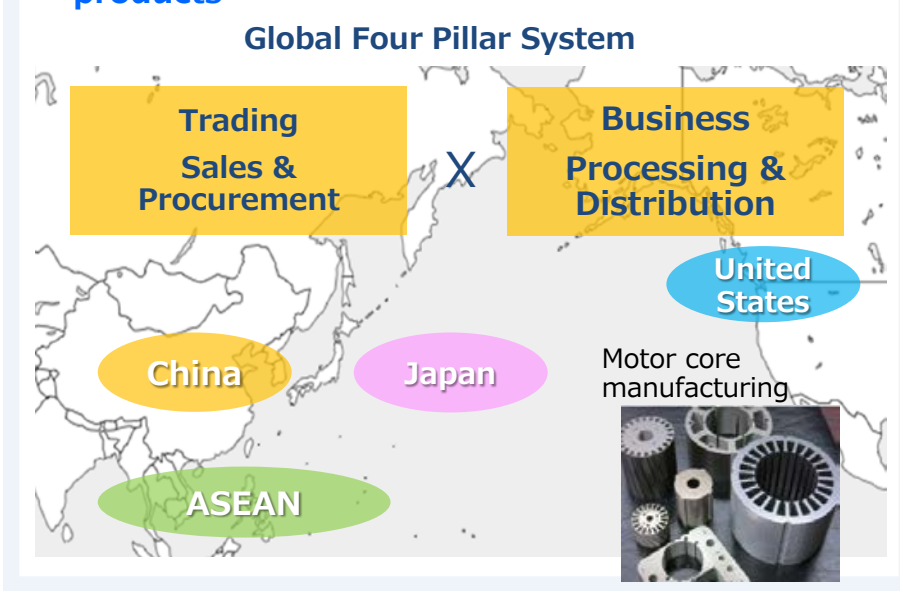 products
Global Four Pillar System
Trading
Sales &
Procurement
X
Business
Processing &
Distribution
United
States
China
Japan
Motor core
manufacturing
ASEAN